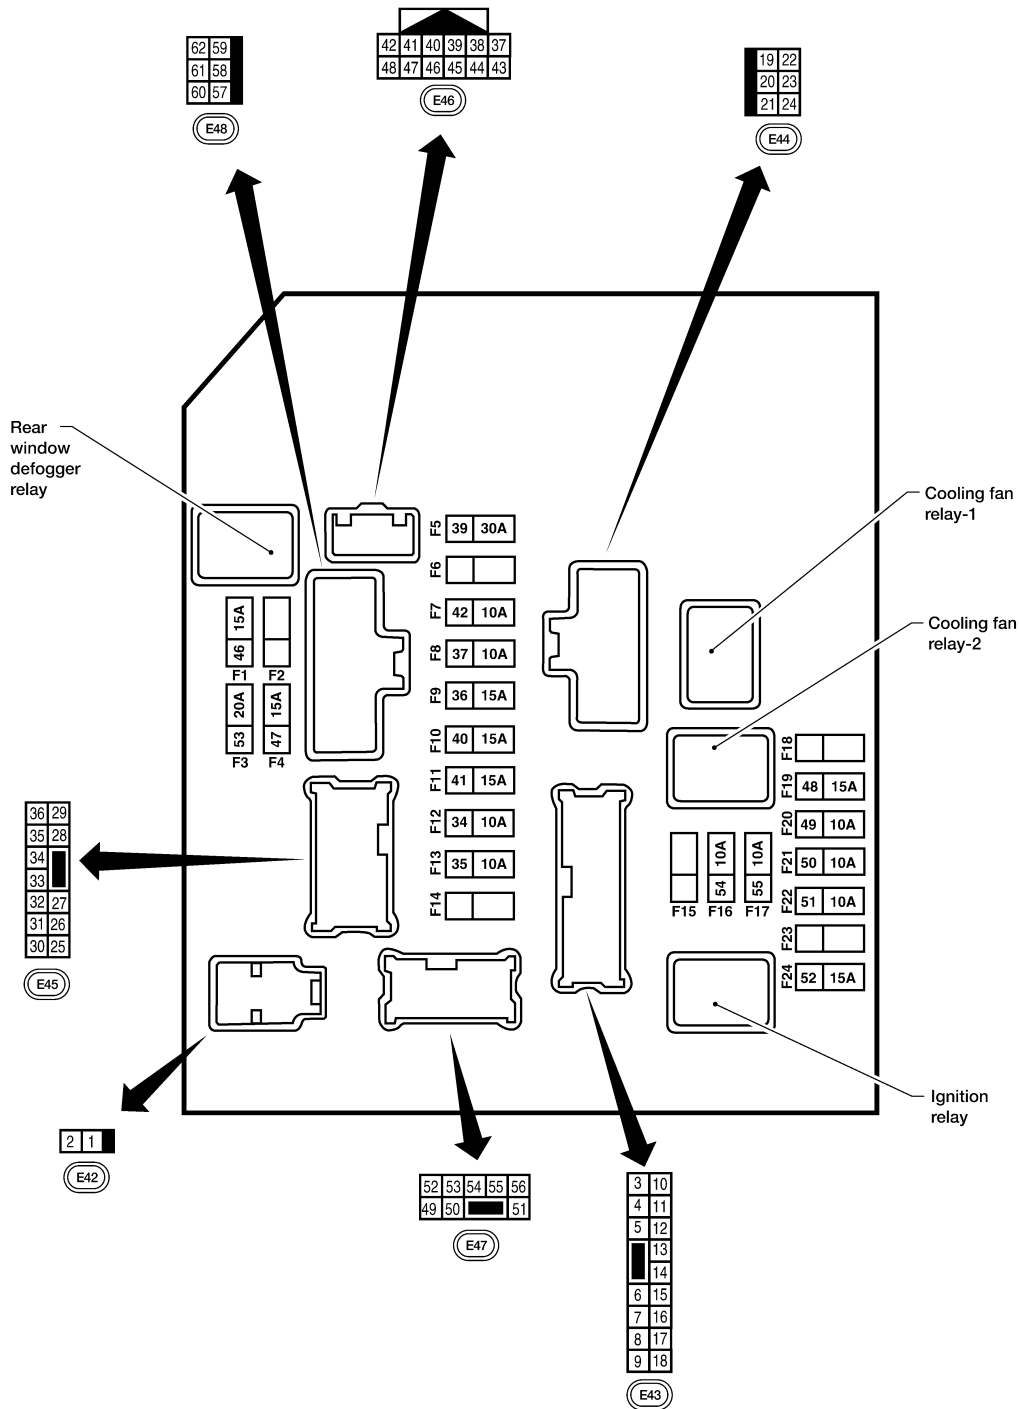 62 59
61 58
60 57
E48
42 41 40 39 38 37
48 47 46 45 44 43
E46
19 22
20 23
21 24
E44
Rear
window
defogger
relay
Cooling fan
relay-1
Cooling fan
relay-2
F5 39 30A
F6
F7 42 10A
F8 37 10A
F9 36 15A
F10 40 15A
F11 41 15A
F12 34 10A
F13 35 10A
F14
46 15A
F1 F2
53 20A 47 15A
F3 F4
F18
F19 48 15A
F20 49 10A
F21 50 10A
F22 51 10A
F23
F24 52 15A
54 10A 55 10A
F15 F16 F17
36 29
35 28
34
33
32 27
31 26
30 25
E45
Ignition
relay
2 1
E42
52 53 54 55 56
49 50 51
E47
3 10
4 11
5 12
13
14
6 15
7 16
8 17
9 18
E43